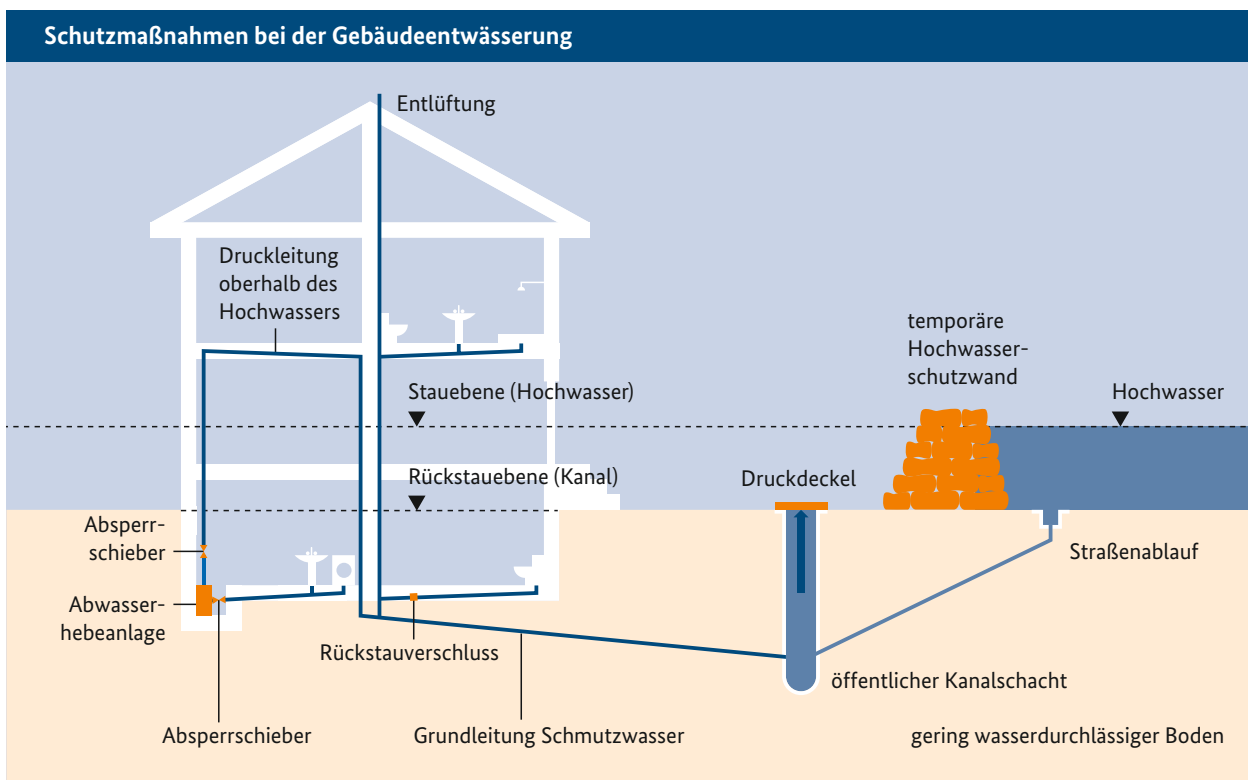 Schutzmaßnahmen bei der Gebäudeentwässerung
Entlüftung
Druckleitung
oberhalb des
Hochwassers
temporäre
Hochwasser-
schutzwand
Stauebene (Hochwasser)
Hochwasser
Rückstauebene (Kanal)
Druckdeckel
Absperr-
schieber
Straßenablauf
Abwasser-
hebeanlage
Rückstauverschluss
öffentlicher Kanalschacht
Absperrschieber
Grundleitung Schmutzwasser
gering wasserdurchlässiger Boden